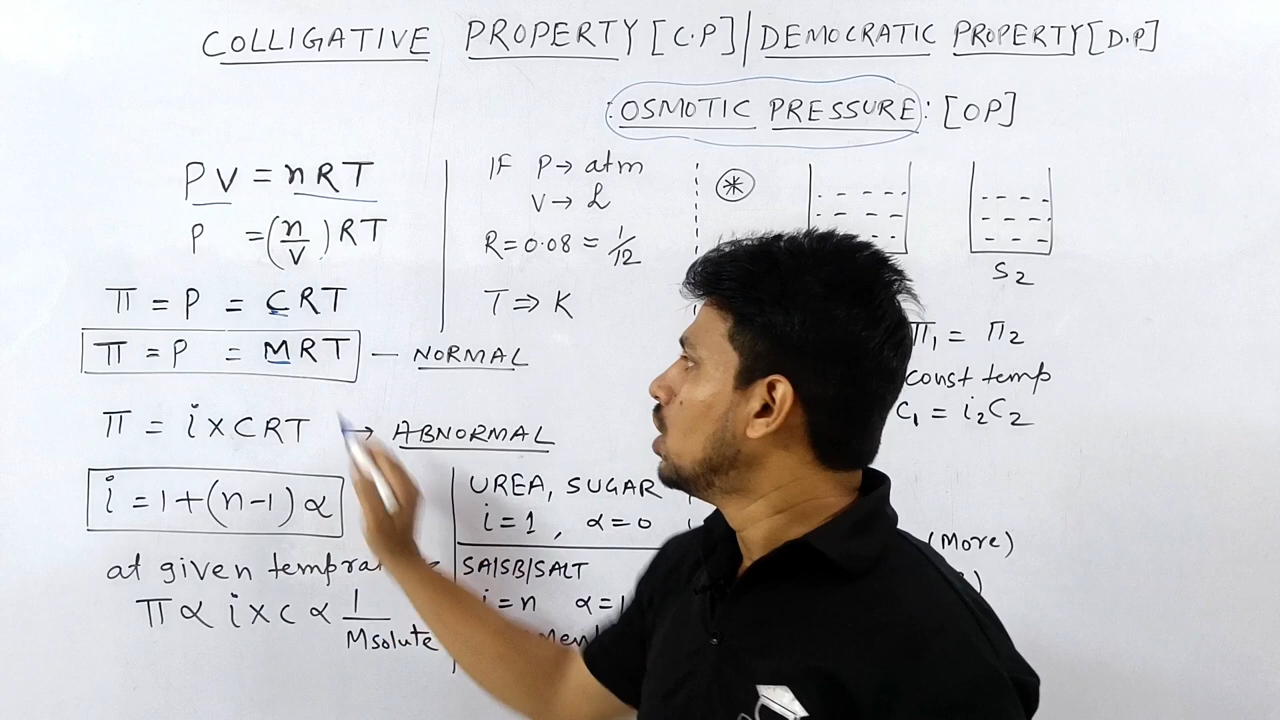 COLLIGATIVE PROPERTY [C.P] / DEMOCRATIC PROPERTY [D.P]
: OSMOTIC PRESSURE : [OP]
PV = nRT
P = (n/V) RT
π = P = CRT
π = P = MRT — NORMAL
π = i × CRT → ABNORMAL
i = 1 + (n-1) α
at given tempra
π ∝ i × c ∝ 1/Msolute
IF P → atm
V → L
R = 0.08 = 1/12
T ⇒ K
UREA, SUGAR
i = 1, α = 0
SA/SB/SALT
i = n α = 1
*
S2
π1 = π2
const temp
C1 = i2C2
(More)